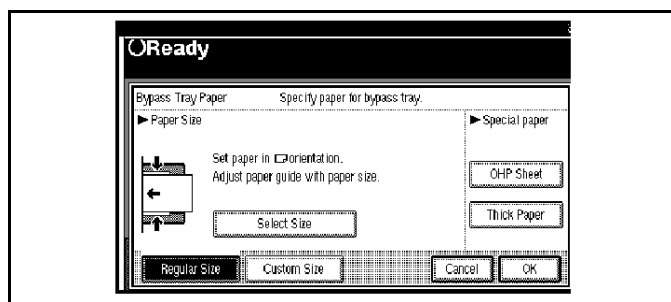 Ready
Bypass Tray Paper Specify paper for bypass tray.
► Paper Size
► Special paper
Set paper in orientation.
Adjust paper guide with paper size.
Select Size
OHP Sheet
Thick Paper
Regular Size
Custom Size
Cancel
OK